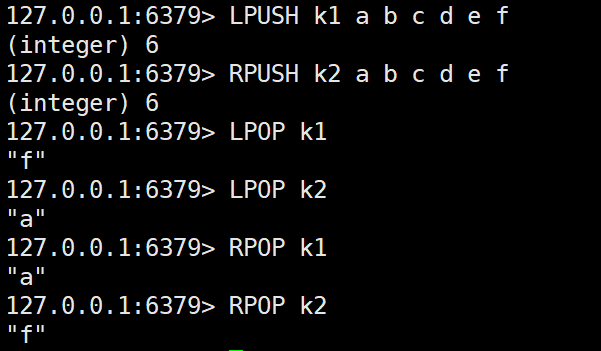 127.0.0.1:6379> LPUSH k1 a b c d e f
(integer) 6
127.0.0.1:6379> RPUSH k2 a b c d e f
(integer) 6
127.0.0.1:6379> LPOP k1
"f"
127.0.0.1:6379> LPOP k2
"a"
127.0.0.1:6379> RPOP k1
"a"
127.0.0.1:6379> RPOP k2
"f"